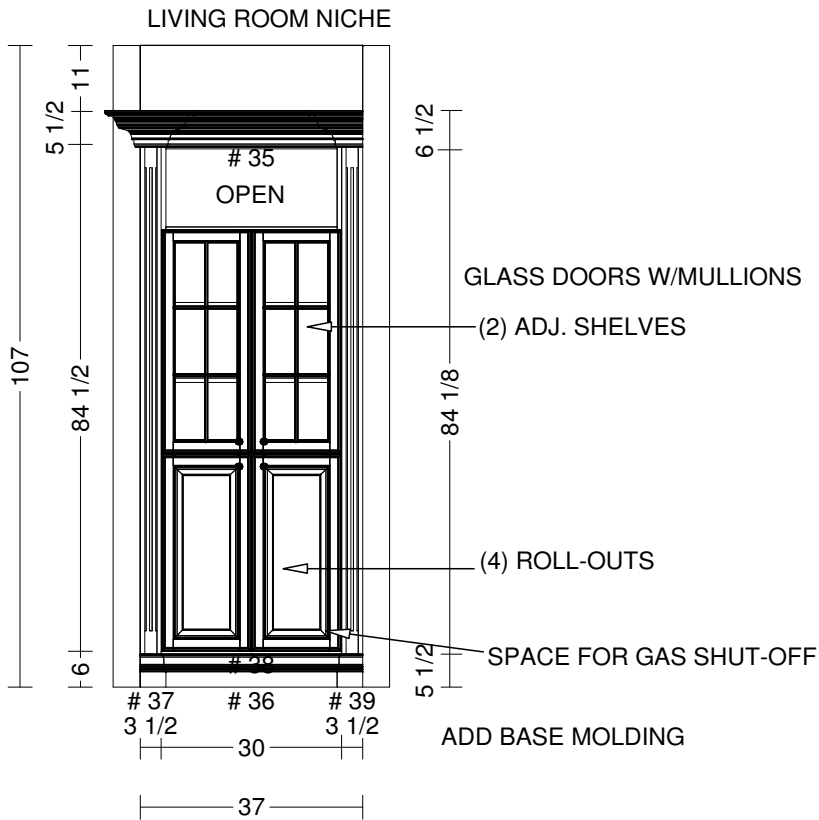 LIVING ROOM NICHE
11
5 1/2
6 1/2
# 35
OPEN
GLASS DOORS W/MULLIONS
(2) ADJ. SHELVES
107
84 1/2
84 1/8
(4) ROLL-OUTS
SPACE FOR GAS SHUT-OFF
6
# 38
5 1/2
# 37 # 36 # 39
3 1/2 3 1/2
ADD BASE MOLDING
30
37